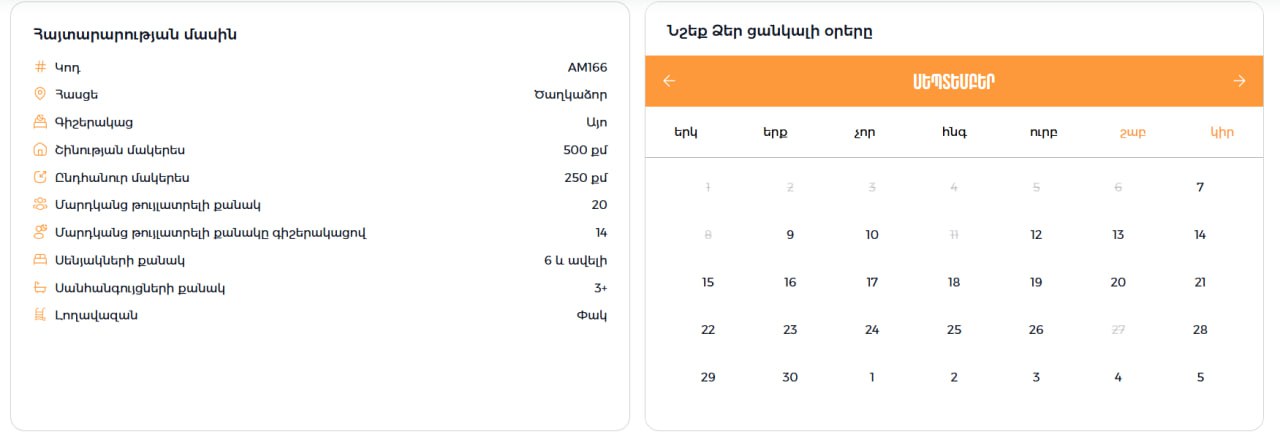 Հայտարարության մասին
Կոդ AM166
Հասցե Ծաղկաձոր
Գիշերակաց Այո
Շինության մակերես 500 քմ
Ընդհանուր մակերես 250 քմ
Մարդկանց թույլատրելի քանակ 20
Մարդկանց թույլատրելի քանակը գիշերակացով 14
Սենյակների քանակ 6 և ավելի
Սանհանգույցների քանակ 3+
Լողավազան Փակ
Նշեք Ձեր ցանկալի օրերը
ՍԵՊՏԵՄԲԵՐ
երկ երք չոր հնգ ուրբ շաբ կիր
1 2 3 4 5 6 7
8 9 10 11 12 13 14
15 16 17 18 19 20 21
22 23 24 25 26 27 28
29 30 1 2 3 4 5